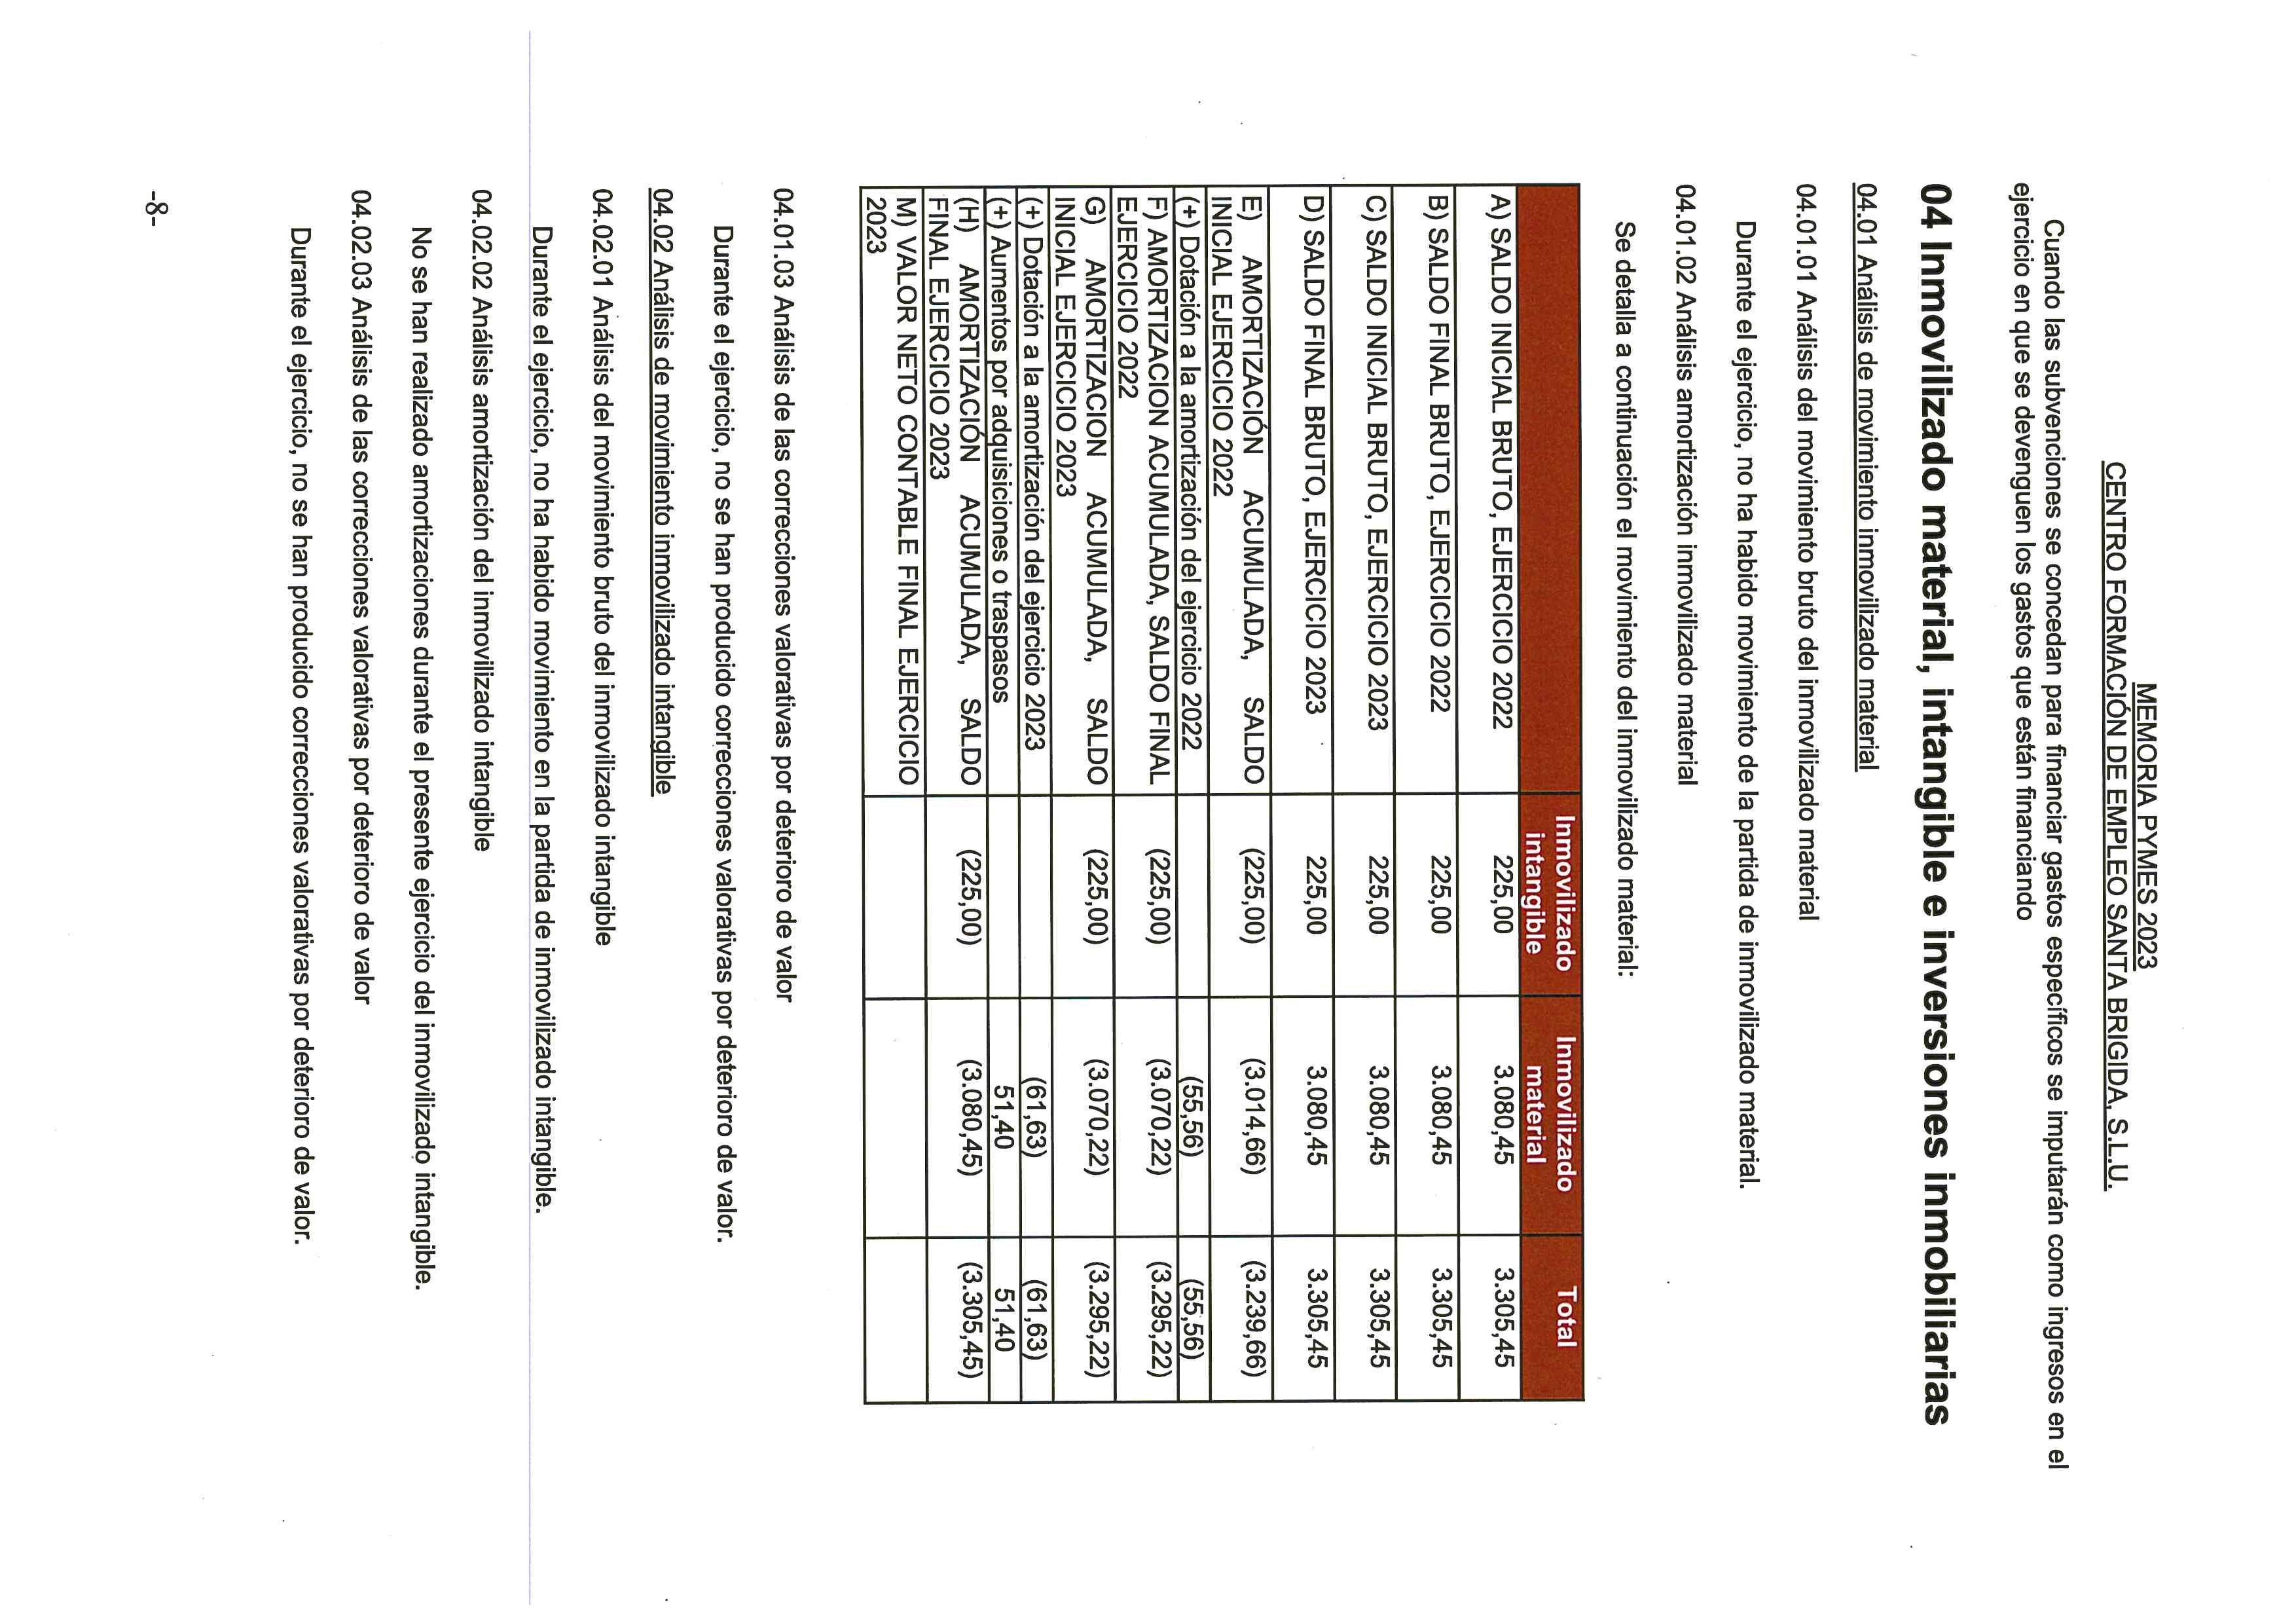 MEMORIA PYMES 2023
CENTRO FORMACIÓN DE EMPLEO SANTA BRIGIDA, S.L.U.
Cuando las subvenciones se concedan para financiar gastos específicos se imputarán como ingresos en el
ejercicio en que se devenguen los gastos que están financiando
04 Inmovilizado material, intangible e inversiones inmobiliarias
04.01 Análisis de movimiento inmovilizado material
04.01.01 Análisis del movimiento bruto del inmovilizado material
Durante el ejercicio, no ha habido movimiento de la partida de inmovilizado material.
04.01.02 Análisis amortización inmovilizado material
Se detalla a continuación el movimiento del inmovilizado material:
Inmovilizado Inmovilizado Total
intangible material
A) SALDO INICIAL BRUTO, EJERCICIO 2022 225,00 3.080,45 3.305,45
B) SALDO FINAL BRUTO, EJERCICIO 2022 225,00 3.080,45 3.305,45
C) SALDO INICIAL BRUTO, EJERCICIO 2023 225,00 3.080,45 3.305,45
D) SALDO FINAL BRUTO, EJERCICIO 2023 225,00 3.080,45 3.305,45
E) AMORTIZACIÓN ACUMULADA, SALDO (225,00) (3.014,66) (3.239,66)
INICIAL EJERCICIO 2022
(+) Dotación a la amortización del ejercicio 2022 (55,56) (55,56)
F) AMORTIZACION ACUMULADA, SALDO FINAL (225,00) (3.070,22) (3.295,22)
EJERCICIO 2022
G) AMORTIZACION ACUMULADA, SALDO (225,00) (3.070,22) (3.295,22)
INICIAL EJERCICIO 2023
(+) Dotación a la amortización del ejercicio 2023 (61,63) (61,63)
(+) Aumentos por adquisiciones o traspasos 51,40 51,40
(H) AMORTIZACIÓN ACUMULADA, SALDO (225,00) (3.080,45) (3.305,45)
FINAL EJERCICIO 2023
M) VALOR NETO CONTABLE FINAL EJERCICIO
2023
04.01.03 Análisis de las correcciones valorativas por deterioro de valor
Durante el ejercicio, no se han producido correcciones valorativas por deterioro de valor.
04.02 Análisis de movimiento inmovilizado intangible
04.02.01 Análisis del movimiento bruto del inmovilizado intangible
Durante el ejercicio, no ha habido movimiento en la partida de inmovilizado intangible.
04.02.02 Análisis amortización del inmovilizado intangible
No se han realizado amortizaciones durante el presente ejercicio del inmovilizado intangible.
04.02.03 Análisis de las correcciones valorativas por deterioro de valor
Durante el ejercicio, no se han producido correcciones valorativas por deterioro de valor.
-8-